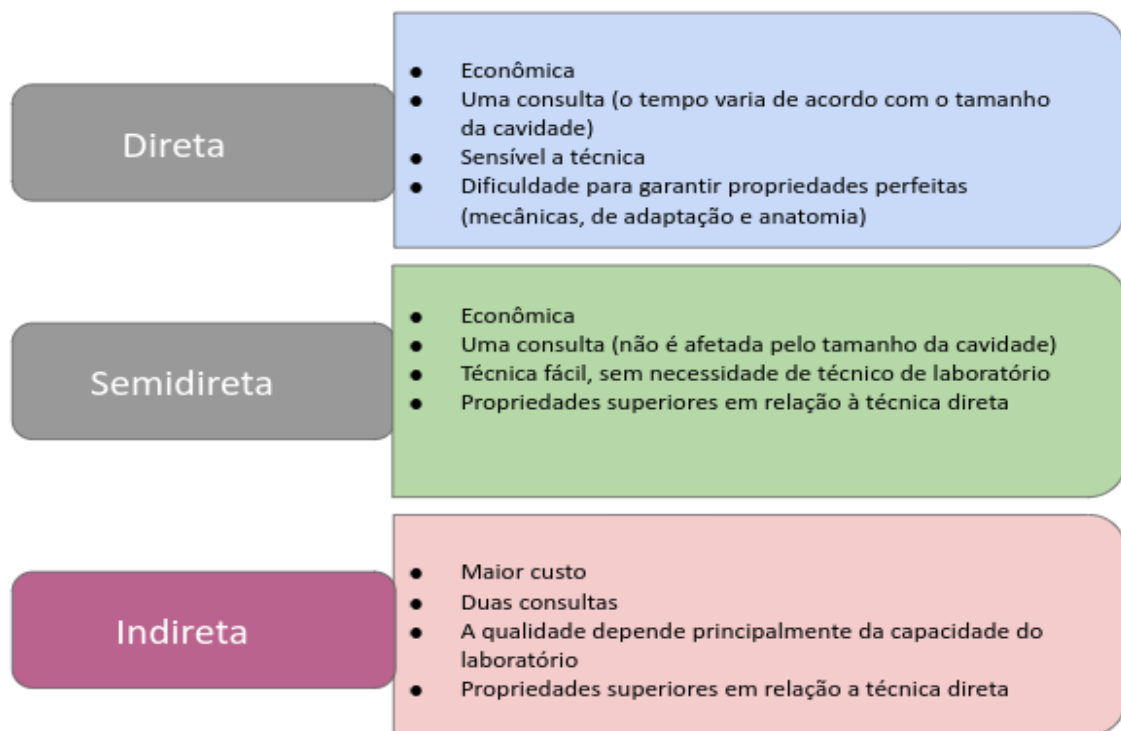 Direta
● Econômica
● Uma consulta (o tempo varia de acordo com o tamanho
da cavidade)
● Sensível a técnica
● Dificuldade para garantir propriedades perfeitas
(mecânicas, de adaptação e anatomia)
Semidireta
● Econômica
● Uma consulta (não é afetada pelo tamanho da cavidade)
● Técnica fácil, sem necessidade de técnico de laboratório
● Propriedades superiores em relação à técnica direta
Indireta
● Maior custo
● Duas consultas
● A qualidade depende principalmente da capacidade do
laboratório
● Propriedades superiores em relação a técnica direta